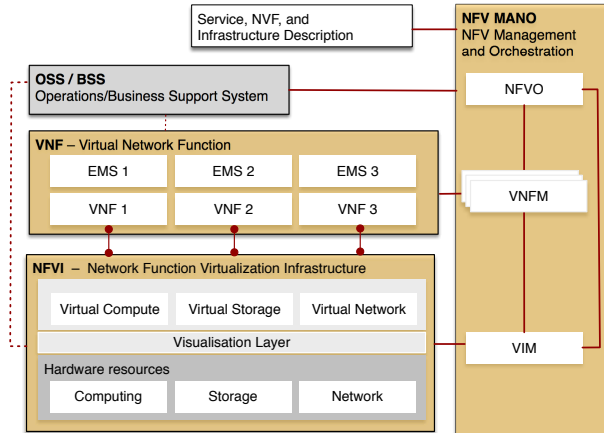 Service, NVF, and
Infrastructure Description
NFV MANO
NFV Management
and Orchestration
OSS / BSS
Operations/Business Support System
NFVO
VNF – Virtual Network Function
EMS 1
EMS 2
EMS 3
VNF 1
VNF 2
VNF 3
VNFM
NFVI – Network Function Virtualization Infrastructure
Virtual Compute
Virtual Storage
Virtual Network
Visualisation Layer
VIM
Hardware resources
Computing
Storage
Network